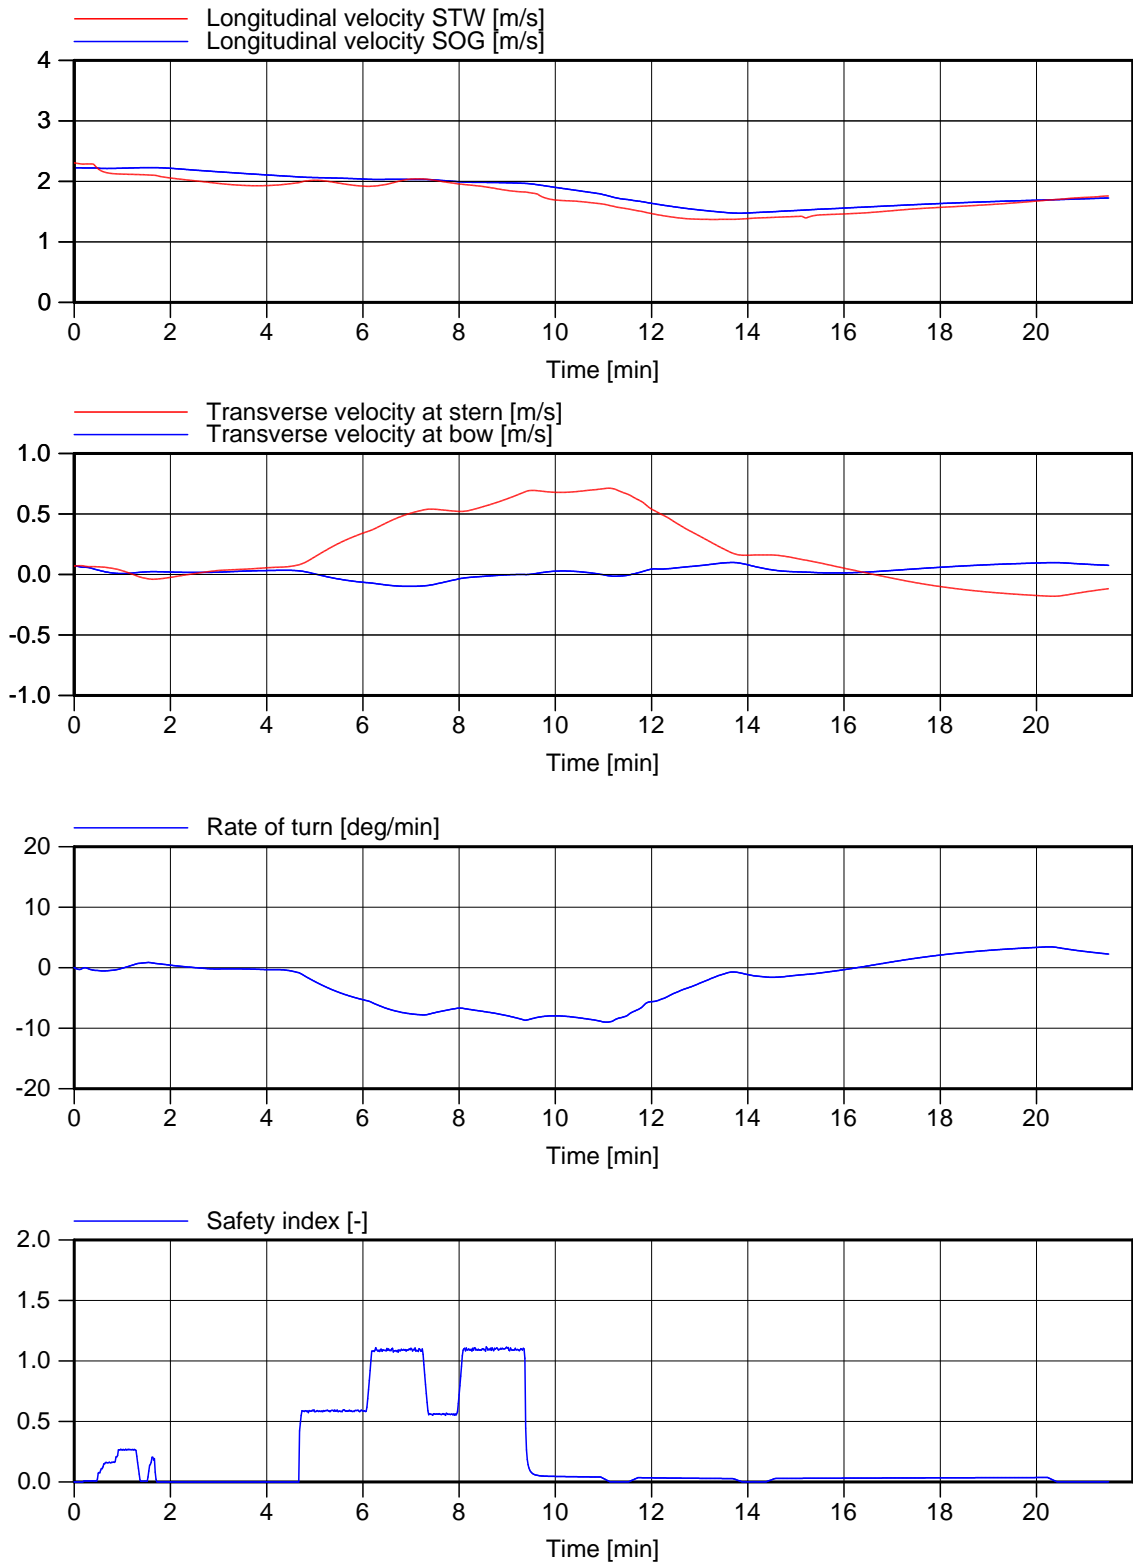 Longitudinal velocity STW [m/s]
Longitudinal velocity SOG [m/s]
4
3
2
1
0
0 2 4 6 8 10 12 14 16 18 20
Time [min]
Transverse velocity at stern [m/s]
Transverse velocity at bow [m/s]
1.0
0.5
0.0
-0.5
-1.0
0 2 4 6 8 10 12 14 16 18 20
Time [min]
Rate of turn [deg/min]
20
10
0
-10
-20
0 2 4 6 8 10 12 14 16 18 20
Time [min]
Safety index [-]
2.0
1.5
1.0
0.5
0.0
0 2 4 6 8 10 12 14 16 18 20
Time [min]